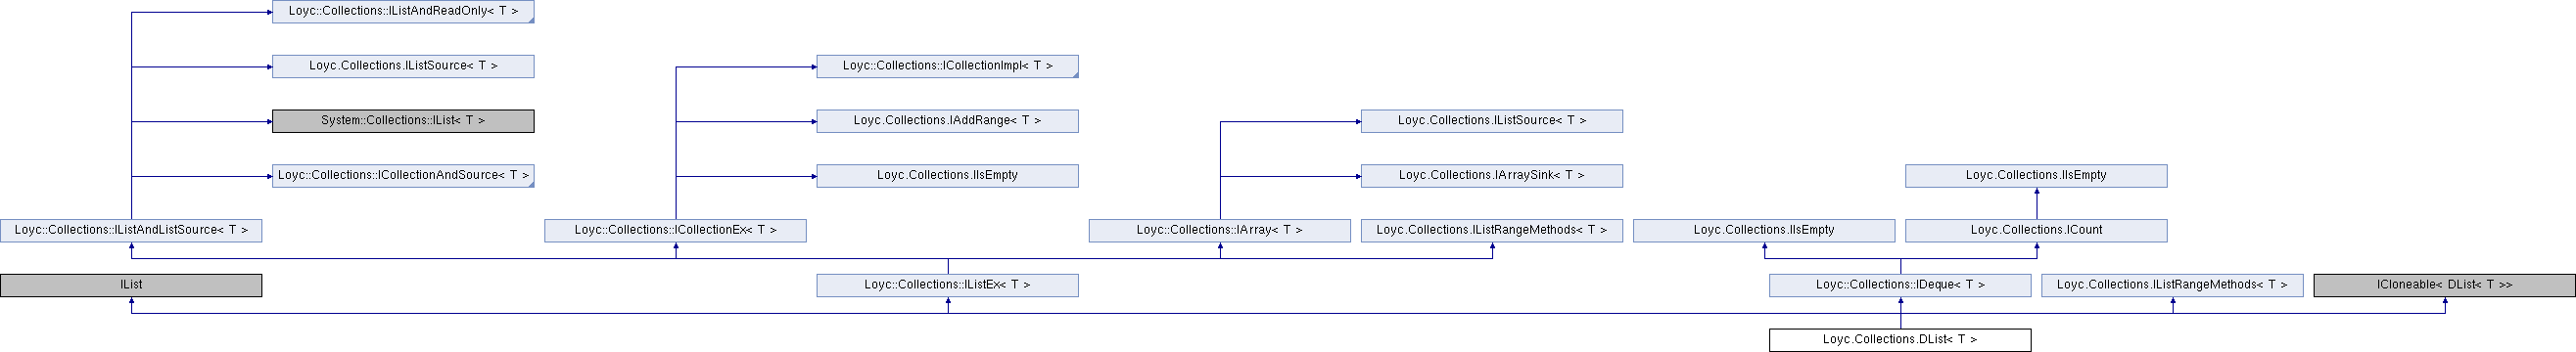 Loyc::Collections::IListAndReadOnly< T >
Loyc.Collections.IListSource< T >
Loyc::Collections::ICollectionImpl< T >
System::Collections::IList< T >
Loyc.Collections.IAddRange< T >
Loyc.Collections.IListSource< T >
Loyc::Collections::ICollectionAndSource< T >
Loyc.Collections.IIsEmpty
Loyc.Collections.IArraySink< T >
Loyc.Collections.IIsEmpty
Loyc::Collections::IListAndListSource< T >
Loyc::Collections::ICollectionEx< T >
Loyc::Collections::IArray< T >
Loyc.Collections.IListRangeMethods< T >
Loyc.Collections.IIsEmpty
Loyc.Collections.ICount
IList
Loyc::Collections::IListEx< T >
Loyc::Collections::IDeque< T >
Loyc.Collections.IListRangeMethods< T >
ICloneable< DList< T >>
Loyc.Collections.DList< T >